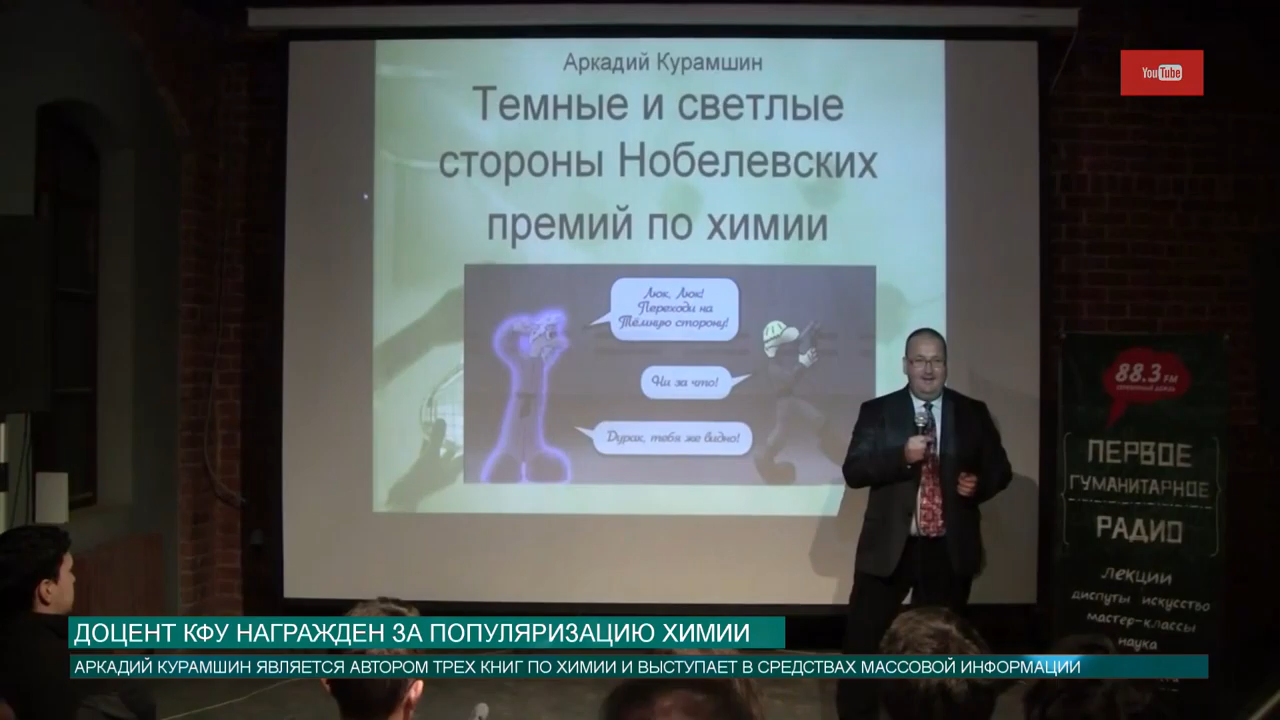 Аркадий Курамшин
Темные и светлые
стороны Нобелевских
премий по химии
YouTube
Люк, Люк!
Переходи на
Тёмную сторону!
Ни за что!
Дурак, тебя же видно!
88.3 FM
СЕРЕБРЯНЫЙ ДОЖДЬ
ПЕРВОЕ
ГУМАНИТАРНОЕ
РАДИО
лекции
диспуты искусство
мастер-классы
наука
ДОЦЕНТ КФУ НАГРАЖДЕН ЗА ПОПУЛЯРИЗАЦИЮ ХИМИИ
АРКАДИЙ КУРАМШИН ЯВЛЯЕТСЯ АВТОРОМ ТРЕХ КНИГ ПО ХИМИИ И ВЫСТУПАЕТ В СРЕДСТВАХ МАССОВОЙ ИНФОРМАЦИИ